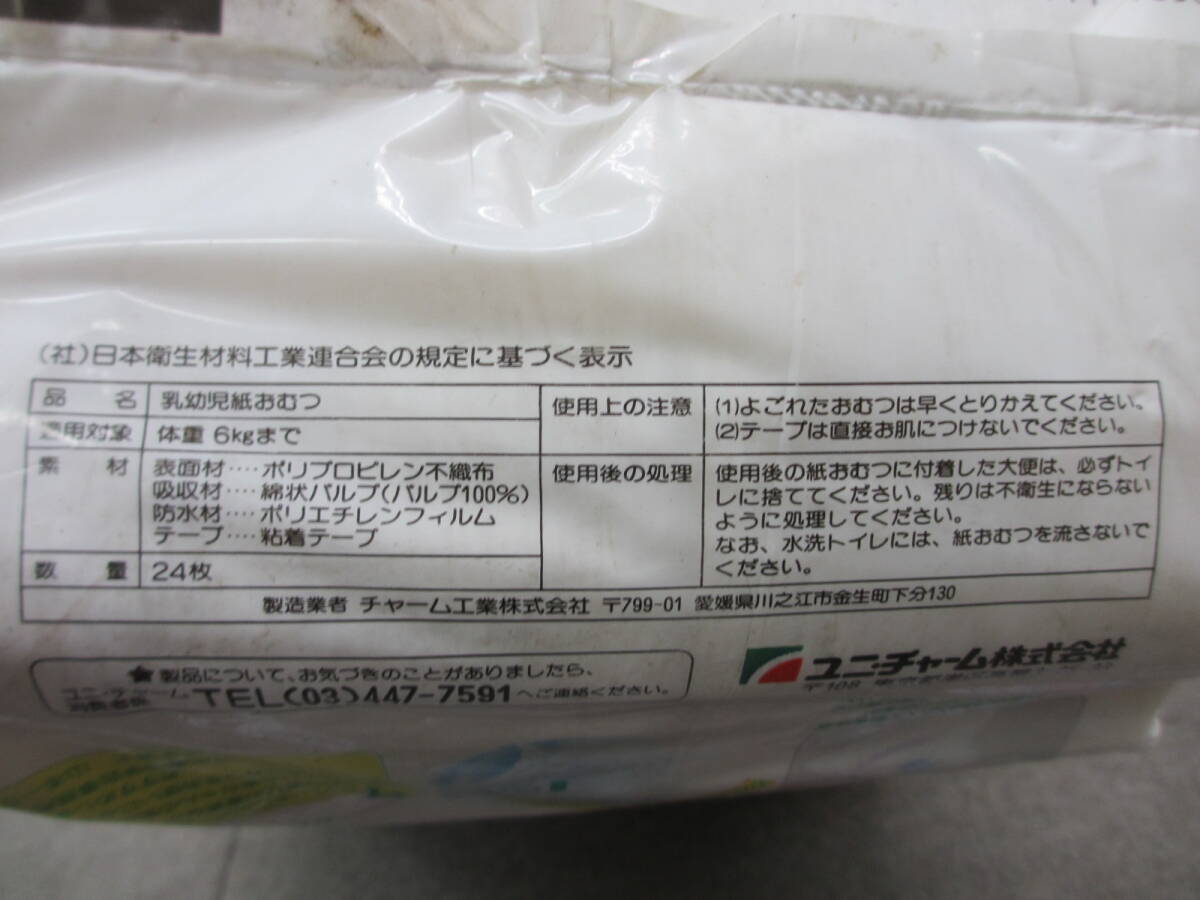 (社)日本衛生材料工業連合会の規定に基づく表示
品名 乳幼児紙おむつ
適用対象 体重 6kgまで
素材 表面材‥‥ポリプロピレン不織布
吸収材‥‥綿状パルプ(パルプ100%)
防水材‥‥ポリエチレンフィルム
テープ‥‥粘着テープ
数量 24枚
使用上の注意 (1)よごれたおむつは早くとりかえてください。
(2)テープは直接お肌につけないでください。
使用後の処理 使用後の紙おむつに付着した大便は、必ずトイ
レに捨ててください。残りは不衛生にならない
ように処理してください。
なお、水洗トイレには、紙おむつを流さないで
ください。
製造業者 チャーム工業株式会社 〒799-01 愛媛県川之江市金生町下分130
★製品について、お気づきのことがありましたら、
ユニ・チャーム
TEL(03)447-7591へご連絡ください。
ユニ・チャーム株式会社
〒108